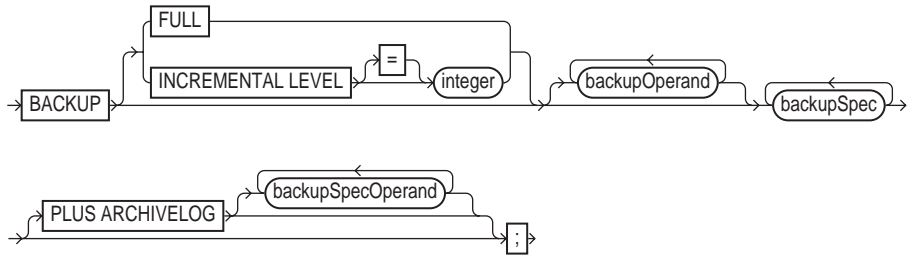 FULL
INCREMENTAL LEVEL = integer
BACKUP backupOperand backupSpec
PLUS ARCHIVELOG backupSpecOperand ;